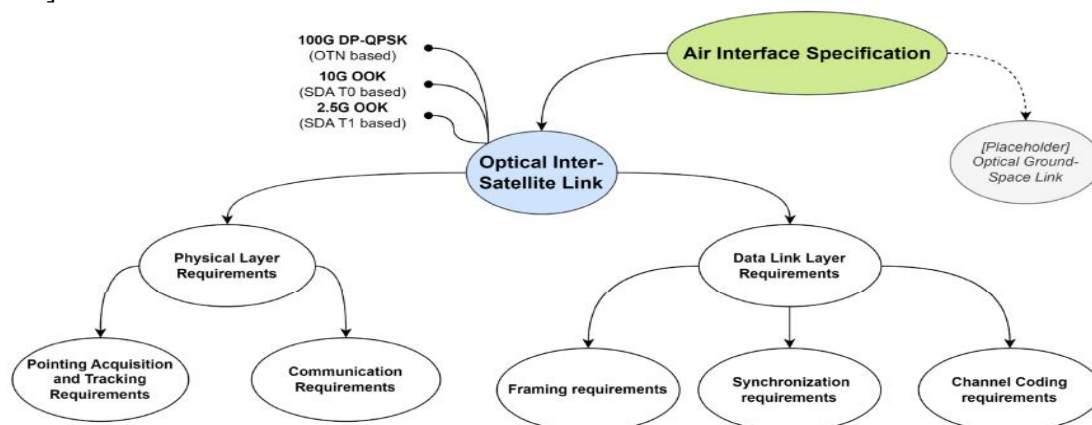 100G DP-QPSK
(OTN based)
10G OOK
(SDA T0 based)
2.5G OOK
(SDA T1 based)
Air Interface Specification
[Placeholder]
Optical Ground-
Space Link
Optical Inter-
Satellite Link
Physical Layer
Requirements
Data Link Layer
Requirements
Pointing Acquisition
and Tracking
Requirements
Communication
Requirements
Framing requirements
Synchronization
requirements
Channel Coding
requirements